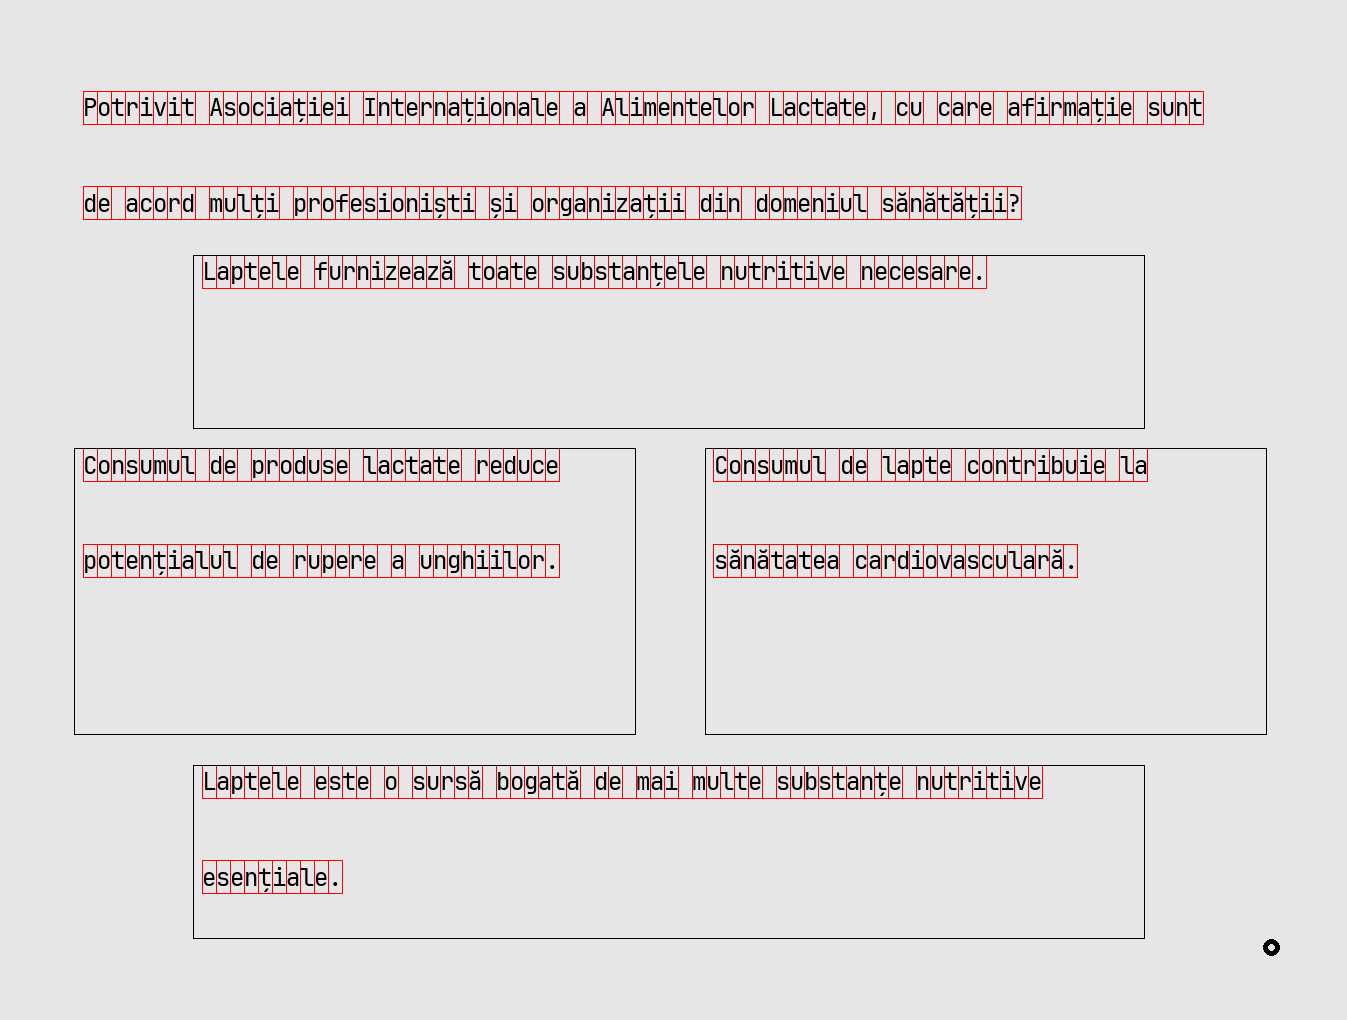 Potrivit Asociației Internaționale a Alimentelor Lactate, cu care afirmație sunt
de acord mulți profesioniști și organizații din domeniul sănătății?
Laptele furnizează toate substanțele nutritive necesare.
Consumul de produse lactate reduce
potențialul de rupere a unghiilor.
Consumul de lapte contribuie la
sănătatea cardiovasculară.
Laptele este o sursă bogată de mai multe substanțe nutritive
esențiale.